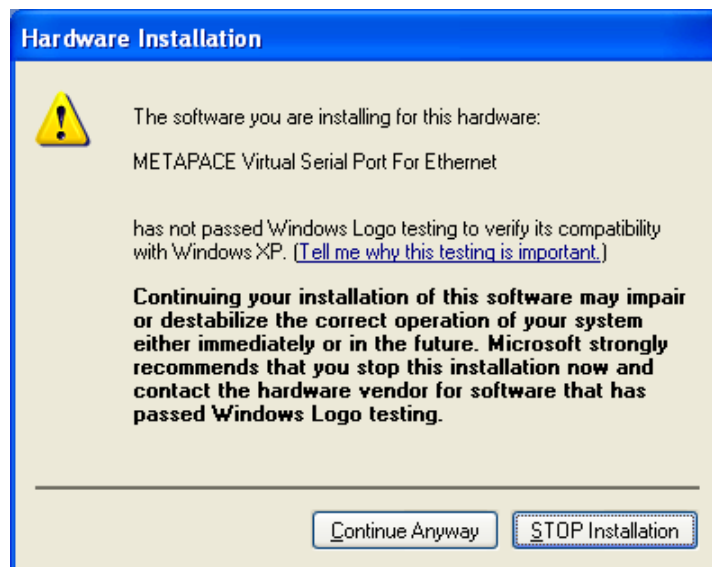 Hardware Installation
The software you are installing for this hardware:
METAPACE Virtual Serial Port For Ethernet
has not passed Windows Logo testing to verify its compatibility
with Windows XP. (Tell me why this testing is important.)
Continuing your installation of this software may impair
or destabilize the correct operation of your system
either immediately or in the future. Microsoft strongly
recommends that you stop this installation now and
contact the hardware vendor for software that has
passed Windows Logo testing.
Continue Anyway
STOP Installation